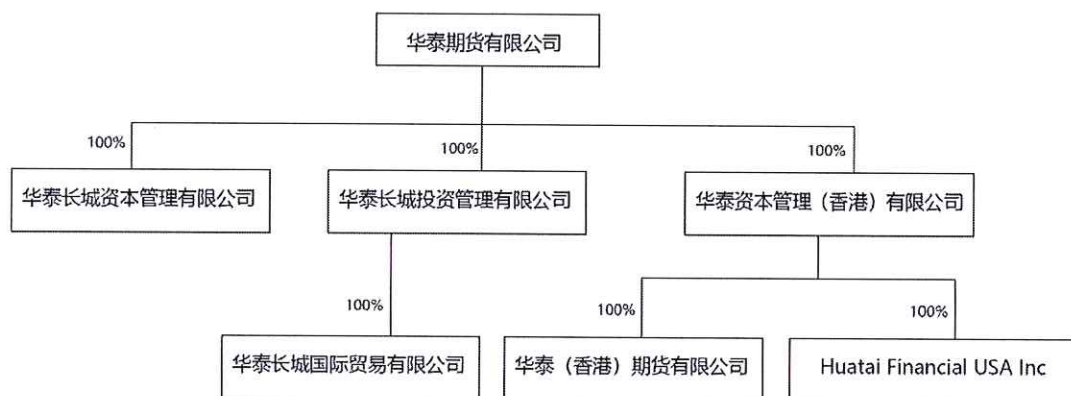 华泰期货有限公司
100%
100%
100%
华泰长城资本管理有限公司
华泰长城投资管理有限公司
华泰资本管理（香港）有限公司
100%
100%
100%
华泰长城国际贸易有限公司
华泰（香港）期货有限公司
Huatai Financial USA Inc